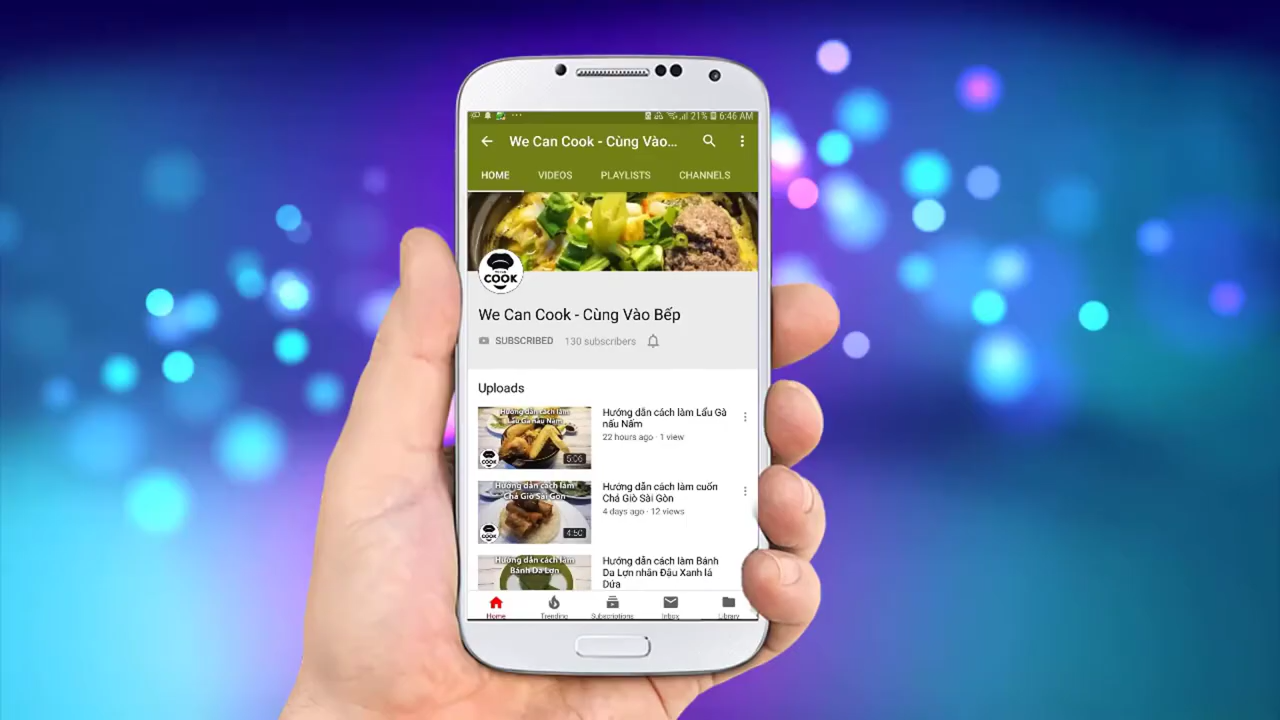 21% 6:46 AM
We Can Cook - Cùng Vào...
HOME VIDEOS PLAYLISTS CHANNELS
COOK
We Can Cook - Cùng Vào Bếp
SUBSCRIBED 130 subscribers
Uploads
Hướng dẫn cách làm
Lẩu Gà nấu Nấm
COOK
5:06
Hướng dẫn cách làm Lẩu Gà
nấu Nấm
22 hours ago · 1 view
Hướng dẫn cách làm
Chả Giò Sài Gòn
COOK
4:50
Hướng dẫn cách làm cuốn
Chả Giò Sài Gòn
4 days ago · 12 views
Hướng dẫn cách làm
Bánh Da Lợn
Hướng dẫn cách làm Bánh
Da Lợn nhân Đậu Xanh lá
Dứa
Home Trending Subscriptions Inbox Library